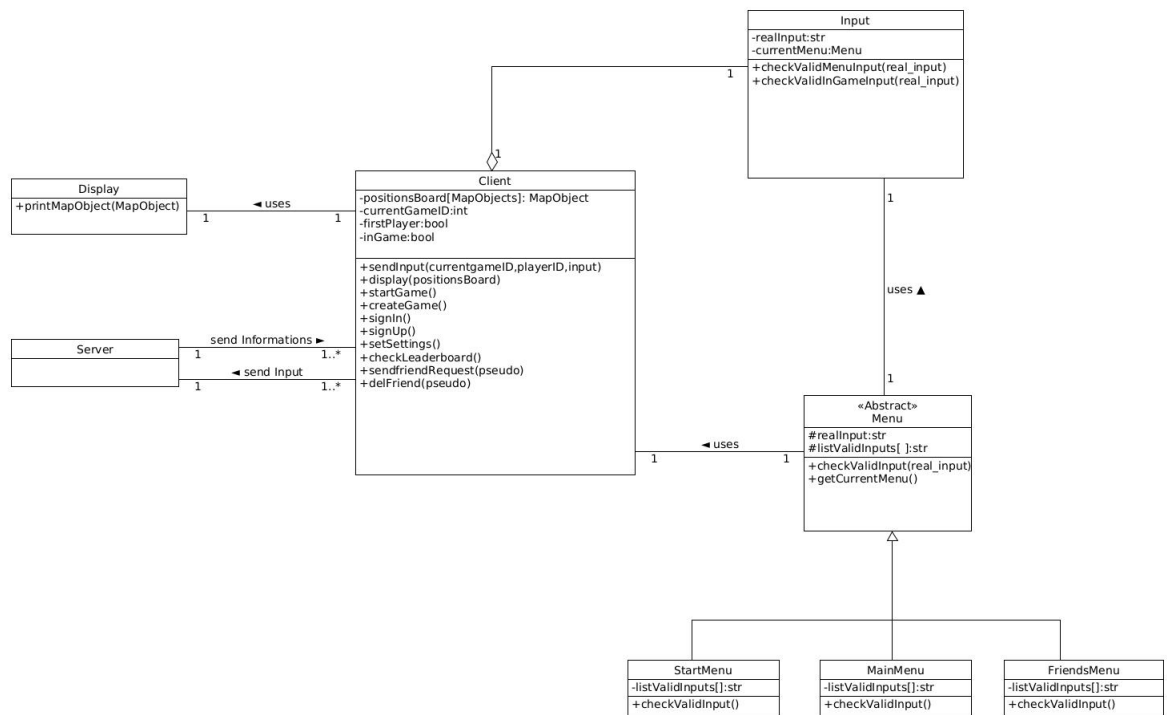 Input
-realInput:str
-currentMenu:Menu
+checkValidMenuInput(real_input)
+checkValidInGameInput(real_input)
1
1
Display
+printMapObject(MapObject)
◄ uses
1
1
Client
-positionsBoard[MapObjects]: MapObject
-currentGameID:int
-firstPlayer:bool
-inGame:bool
+sendInput(currentgameID,playerID,input)
+display(positionsBoard)
+startGame()
+createGame()
+signIn()
+signUp()
+setSettings()
+checkLeaderboard()
+sendfriendRequest(pseudo)
+delFriend(pseudo)
1
uses ▲
1
Server
send Informations ►
1
1..*
◄ send Input
1
1..*
◄ uses
1
1
«Abstract»
Menu
#realInput:str
#listValidInputs[ ]:str
+checkValidInput(real_input)
+getCurrentMenu()
StartMenu
-listValidInputs[]:str
+checkValidInput()
MainMenu
-listValidInputs[]:str
+checkValidInput()
FriendsMenu
-listValidInputs[]:str
+checkValidInput()